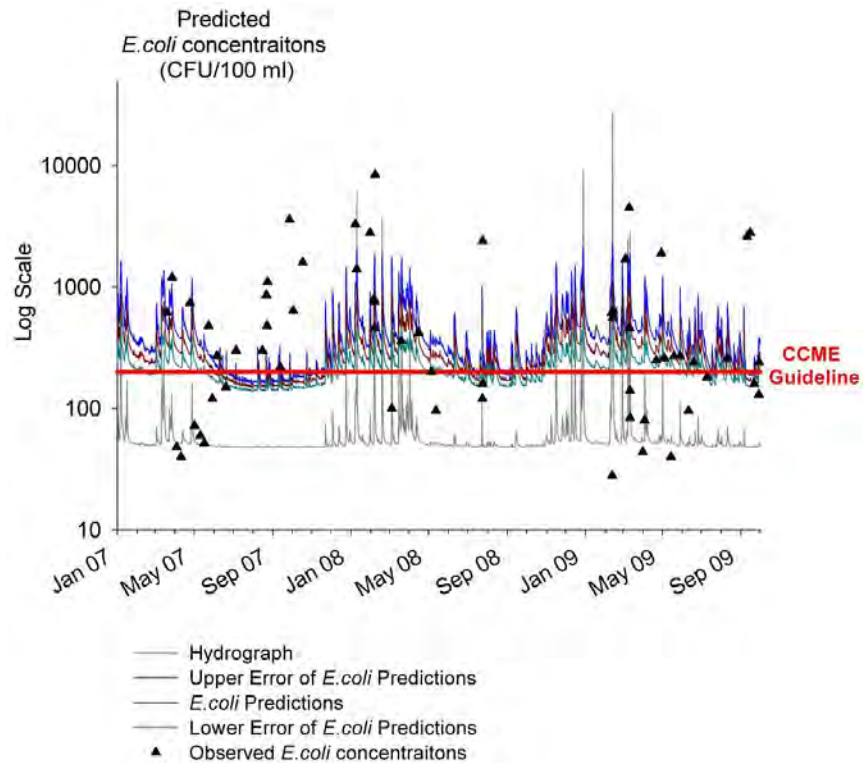 Predicted
E.coli concentraitons
(CFU/100 ml)
Log Scale
10000
1000
100
10
CCME
Guideline
Jan 07
May 07
Sep 07
Jan 08
May 08
Sep 08
Jan 09
May 09
Sep 09
Hydrograph
Upper Error of E.coli Predictions
E.coli Predictions
Lower Error of E.coli Predictions
Observed E.coli concentraitons